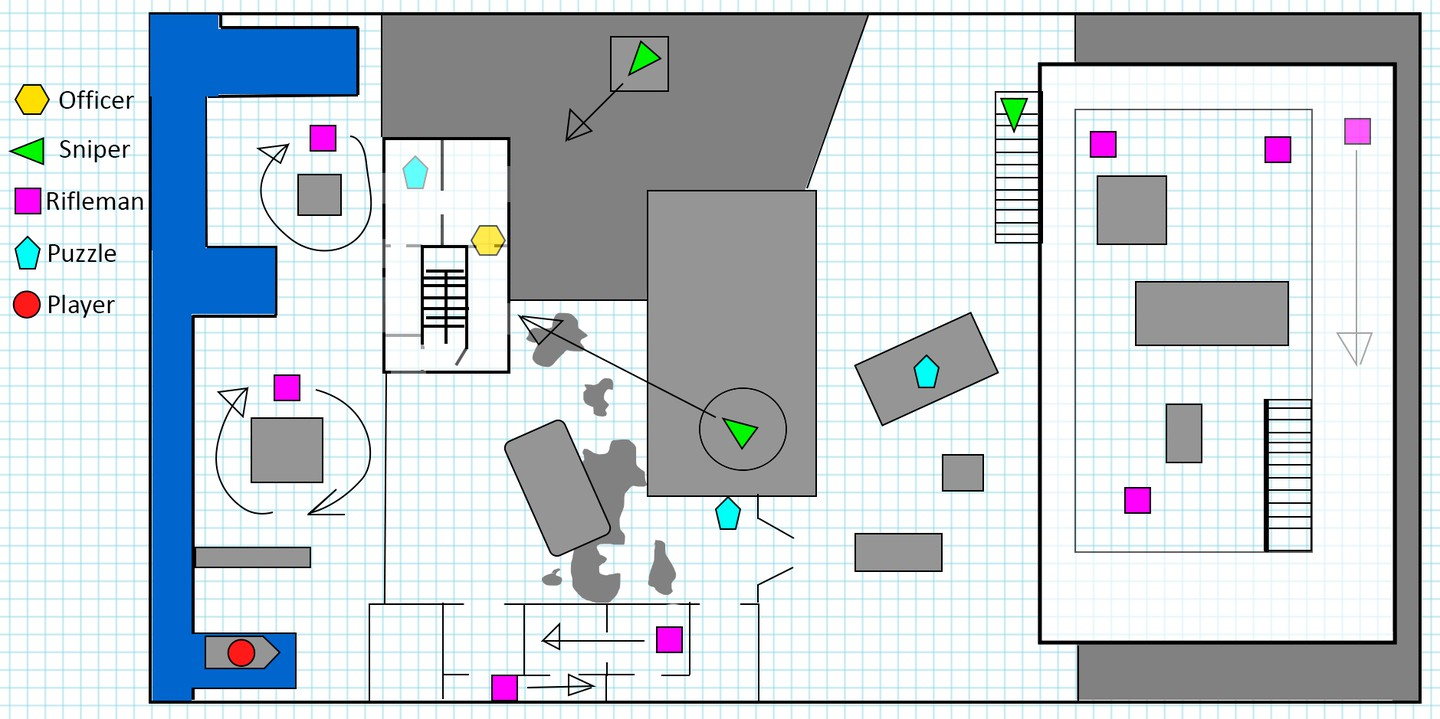 Officer
Sniper
Rifleman
Puzzle
Player